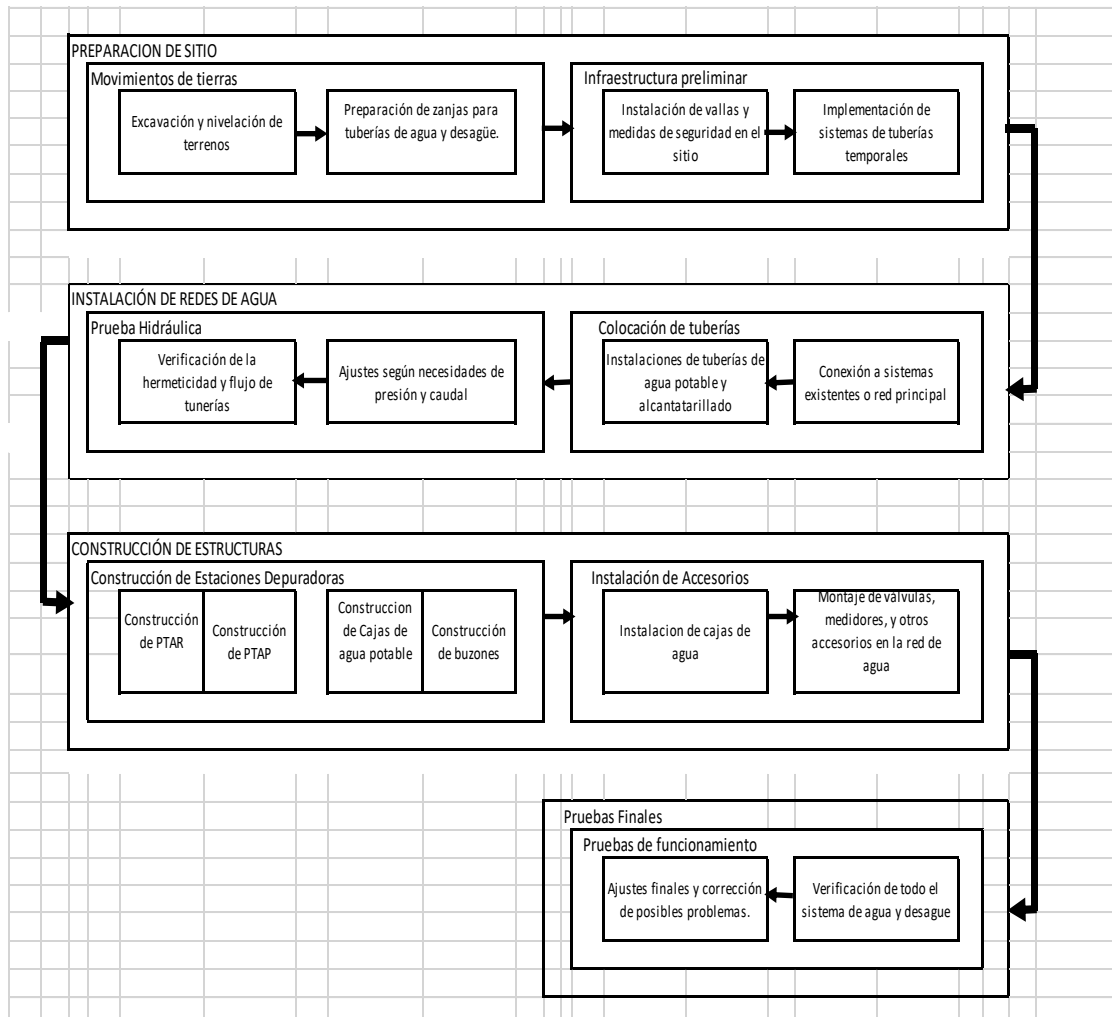 PREPARACION DE SITIO
Movimientos de tierras
Excavación y nivelación de
terrenos
Preparación de zanjas para
tuberías de agua y desagüe.
Infraestructura preliminar
Instalación de vallas y
medidas de seguridad en el
sitio
Implementación de
sistemas de tuberías
temporales
INSTALACIÓN DE REDES DE AGUA
Prueba Hidráulica
Verificación de la
hermeticidad y flujo de
tunerías
Ajustes según necesidades de
presión y caudal
Colocación de tuberías
Instalaciones de tuberías de
agua potable y
alcantatarillado
Conexión a sistemas
existentes o red principal
CONSTRUCCIÓN DE ESTRUCTURAS
Construcción de Estaciones Depuradoras
Construcción
de PTAR
Construcción
de PTAP
Construccion
de Cajas de
agua potable
Construcción
de buzones
Instalación de Accesorios
Instalacion de cajas de
agua
Montaje de válvulas,
medidores, y otros
accesorios en la red de
agua
Pruebas Finales
Pruebas de funcionamiento
Ajustes finales y corrección
de posibles problemas.
Verificación de todo el
sistema de agua y desague